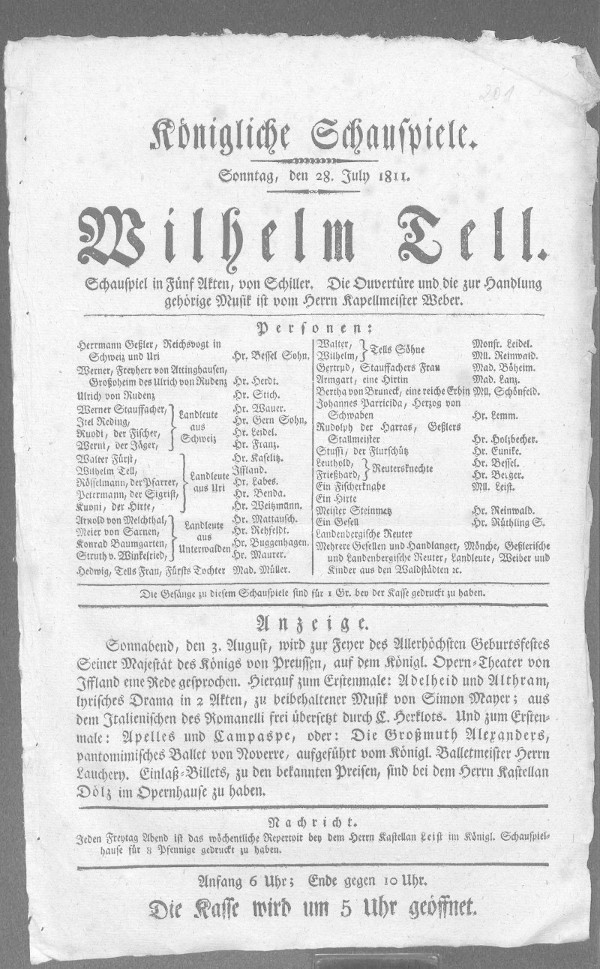 201
Königliche Schauspiele.
Sonntag, den 28. July 1811.
Wilhelm Tell.
Schauspiel in Fünf Akten, von Schiller. Die Ouvertüre und die zur Handlung
gehörige Musik ist vom Herrn Kapellmeister Weber.
Personen:
Herrmann Geßler, Reichsvogt in
Schweiz und Uri Hr. Bessel Sohn.
Werner, Freyherr von Attinghausen,
Großoheim des Ulrich von Rudenz Hr. Herdt.
Ulrich von Rudenz Hr. Stich.
Werner Stauffacher, Hr. Wauer.
Itel Reding, Landleute Hr. Gern Sohn.
Ruodi, der Fischer, aus Hr. Leidel.
Werni, der Jäger, Schweiz Hr. Franz.
Walter Fürst, Hr. Kaselitz.
Wilhelm Tell, Iffland.
Rösselmann, der Pfarrer, Landleute Hr. Labes.
Petermann, der Sigrist, aus Uri Hr. Benda.
Kuoni, der Hirte, Hr. Weitzmann.
Arnold von Melchthal, Hr. Mattausch.
Meier von Sarnen, Landleute Hr. Rehfeldt.
Konrad Baumgarten, aus Hr. Buggenhagen.
Struth v. Winkelried, Unterwalden Hr. Maurer.
Hedwig, Tells Frau, Fürsts Tochter Mad. Müller.
Walter, Monsr. Leidel.
Wilhelm, Tells Söhne Mll. Reinwald.
Gertrud, Stauffachers Frau Mad. Böheim.
Armgart, eine Hirtin Mad. Lanz.
Bertha von Bruneck, eine reiche Erbin Mll. Schönfeld.
Johannes Parricida, Herzog von
Schwaben Hr. Lemm.
Rudolph der Harras, Geßlers
Stallmeister Hr. Holzbecher.
Stussi, der Flurschütz Hr. Eunike.
Leuthold, Hr. Bessel.
Frießhard, Reutersknechte Hr. Berger.
Ein Fischerknabe Mll. Leist.
Ein Hirte
Meister Steinmetz Hr. Reinwald.
Ein Gesell Hr. Rüthling S.
Landenbergische Reuter
Mehrere Gesellen und Handlanger, Mönche, Geßlerische
und Landenbergische Reuter, Landleute, Weiber und
Kinder aus den Waldstädten ꝛc.
Die Gesänge zu diesem Schauspiele sind für 1 Gr. bey der Kasse gedruckt zu haben.
Anzeige.
Sonnabend, den 3. August, wird zur Feyer des Allerhöchsten Geburtsfestes
Seiner Majestät des Königs von Preussen, auf dem Königl. Opern-Theater von
Iffland eine Rede gesprochen. Hierauf zum Erstenmale: Adelheid und Althram,
lyrisches Drama in 2 Akten, zu beibehaltener Musik von Simon Mayer; aus
dem Italienischen des Romanelli frei übersetzt durch C. Herklots. Und zum Ersten-
male: Apelles und Campaspe, oder: Die Großmuth Alexanders,
pantomimisches Ballet von Noverre, aufgeführt vom Königl. Balletmeister Herrn
Lauchery. Einlaß-Billets, zu den bekannten Preisen, sind bei dem Herrn Kastellan
Dölz im Opernhause zu haben.
Nachricht.
Jeden Freytag Abend ist das wöchentliche Repertoir bey dem Herrn Kastellan Leist im Königl. Schauspiel-
hause für 8 Pfennige gedruckt zu haben.
Anfang 6 Uhr; Ende gegen 10 Uhr.
Die Kasse wird um 5 Uhr geöffnet.